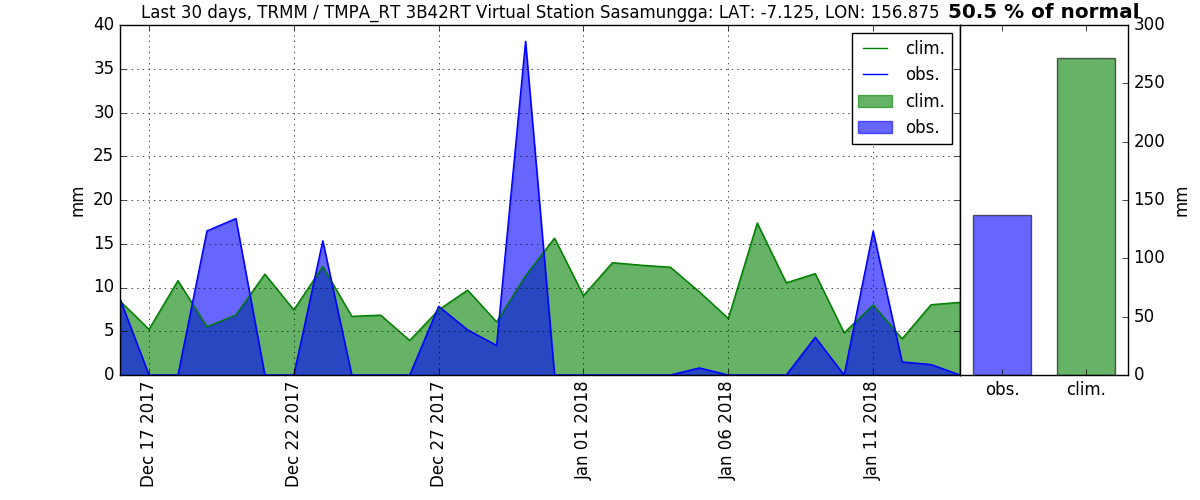 Last 30 days, TRMM / TMPA_RT 3B42RT Virtual Station Sasamungga: LAT: -7.125, LON: 156.875 50.5 % of normal
40
35
30
25
20
15
10
5
0
mm
clim.
obs.
clim.
obs.
300
250
200
150
100
50
0
mm
obs. clim.
Dec 17 2017
Dec 22 2017
Dec 27 2017
Jan 01 2018
Jan 06 2018
Jan 11 2018